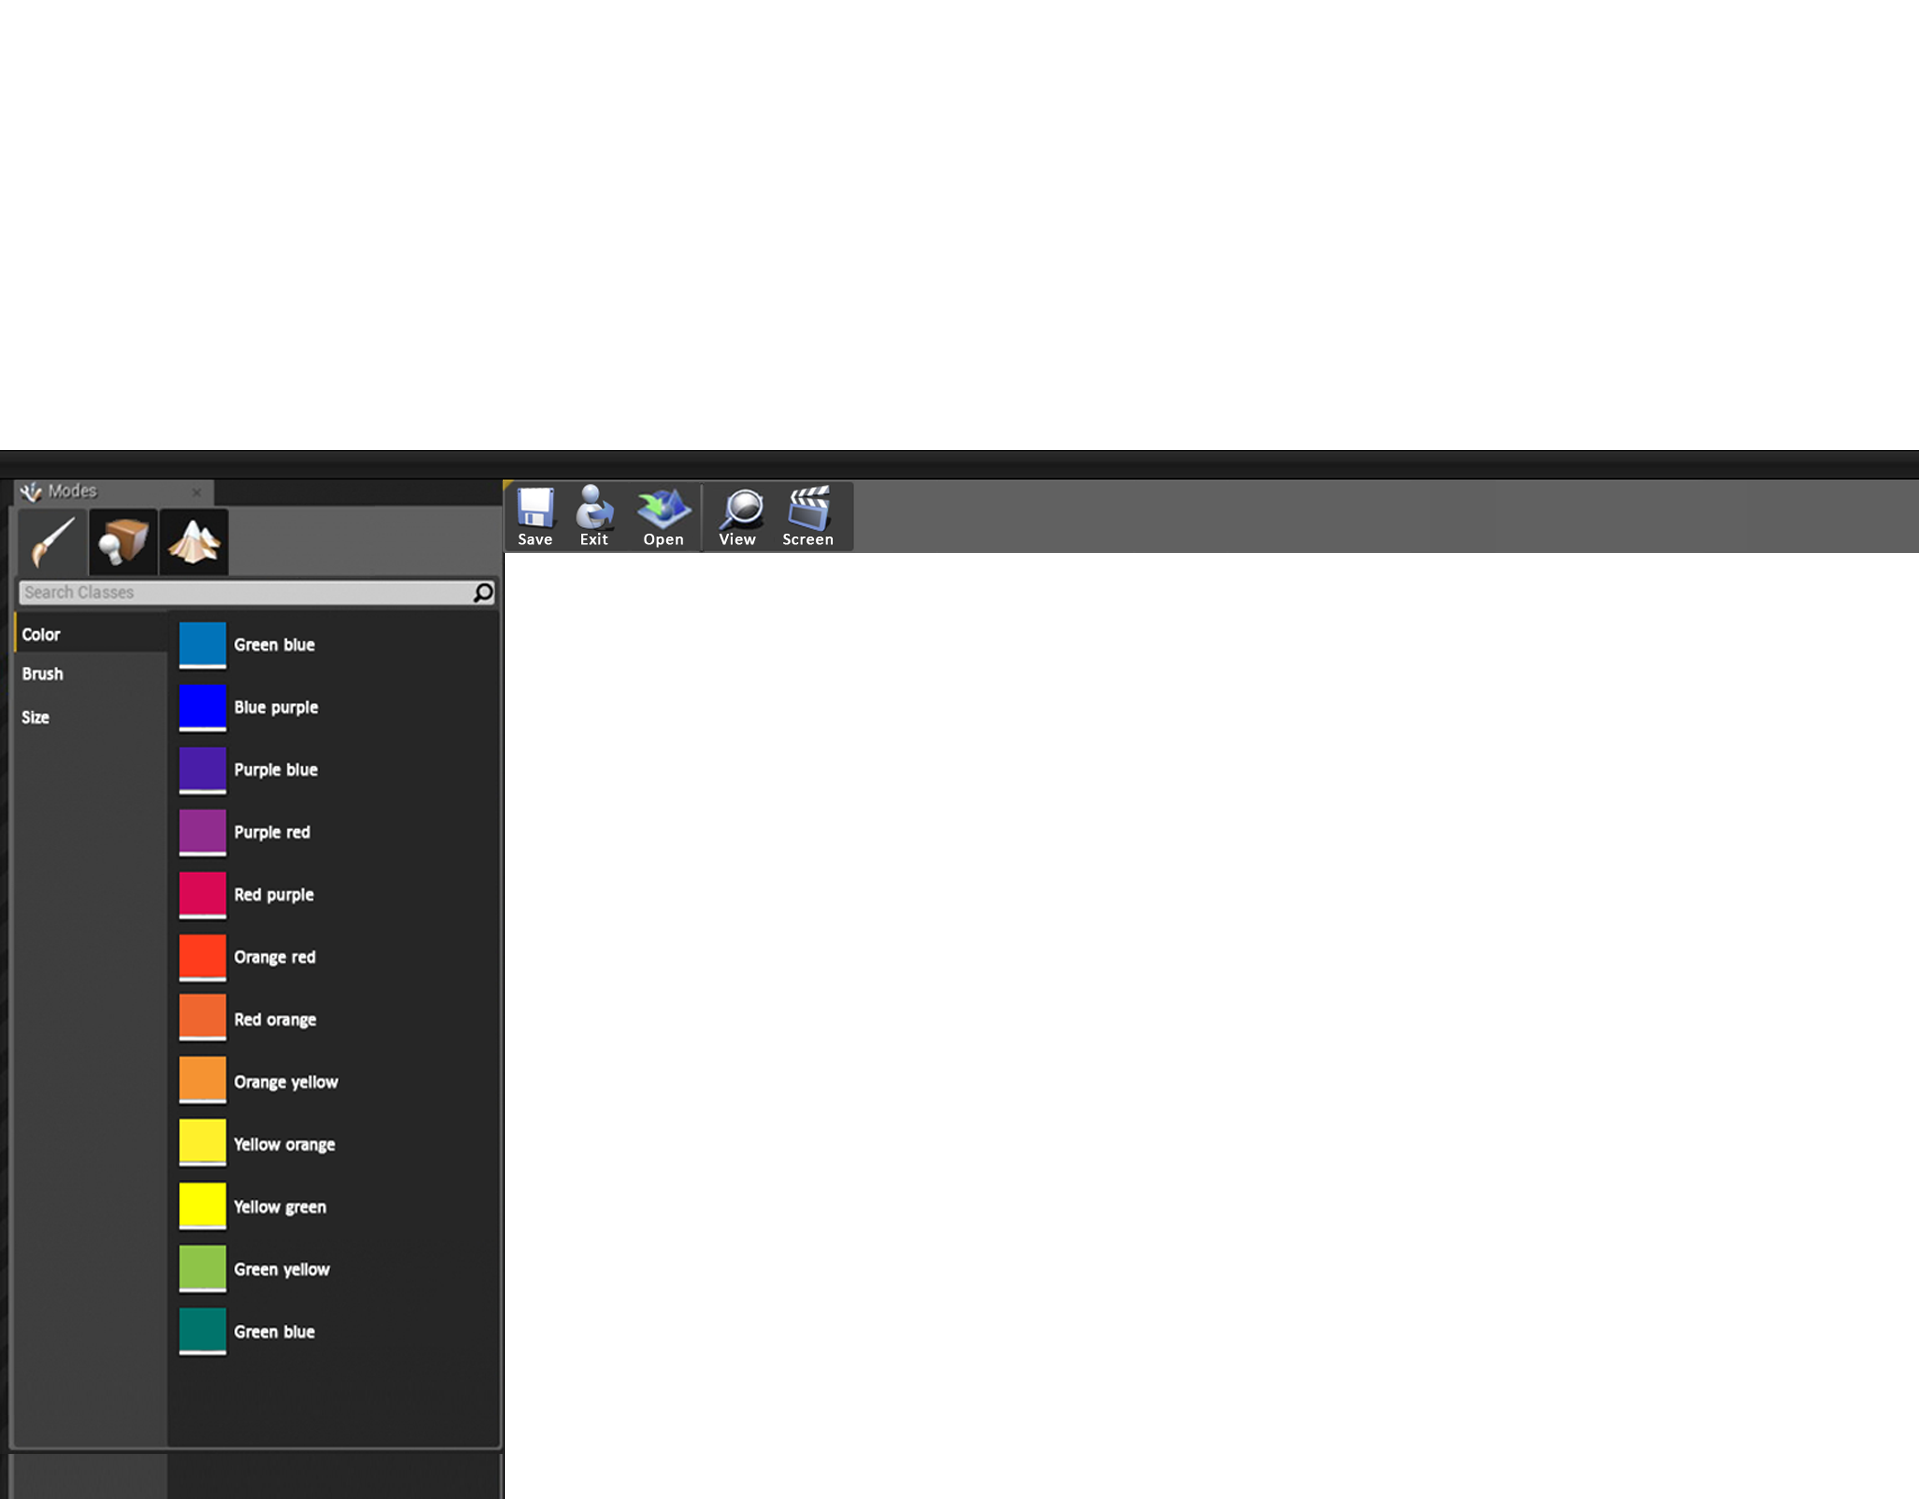 Modes
Save Exit Open View Screen
Search Classes
Color
Brush
Size
Green blue
Blue purple
Purple blue
Purple red
Red purple
Orange red
Red orange
Orange yellow
Yellow orange
Yellow green
Green yellow
Green blue